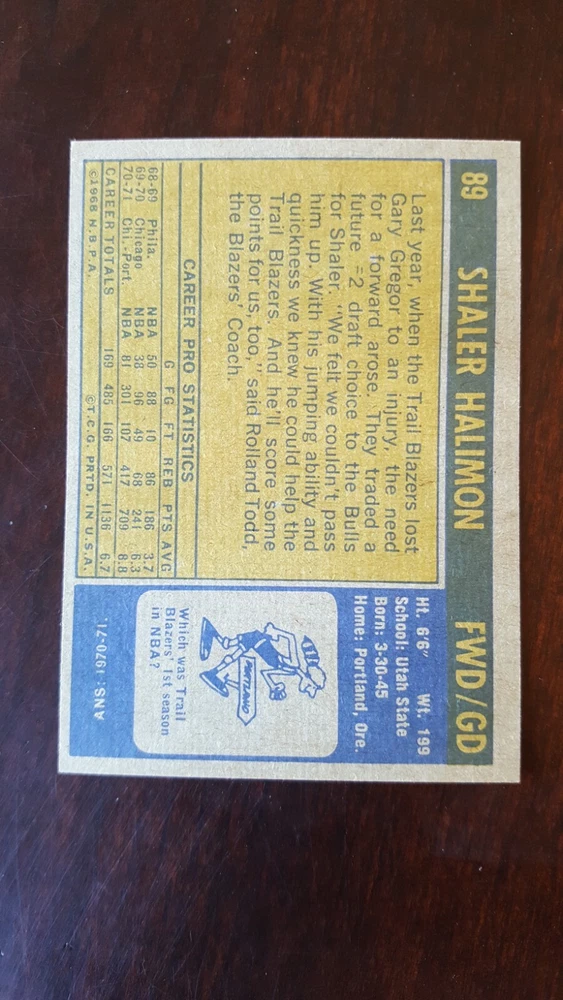 89 SHALER HALIMON FWD/GD
Last year, when the Trail Blazers lost
Gary Gregor to an injury, the need
for a forward arose. They traded a
future =2 draft choice to the Bulls
for Shaler. "We felt we couldn't pass
him up. With his jumping ability and
quickness we knew he could help the
Trail Blazers. And he'll score some
points for us, too," said Rolland Todd,
the Blazers' Coach.
CAREER PRO STATISTICS
G FG FT REB PTS AVG
68-69 Phila. NBA 50 88 10 86 186 3.7
69-70 Chicago NBA 38 96 49 68 241 6.3
70-71 Chi.-Port. NBA 81 301 107 417 709 8.8
CAREER TOTALS 169 485 166 571 1136 6.7
©1968 N.B.P.A. ©T.C.G. PRTD. IN U.S.A.
Ht. 6'6" Wt. 199
School: Utah State
Born: 3-30-45
Home: Portland, Ore.
PORTLAND
Which was Trail
Blazers' 1st season
in NBA?
ANS: 1970-71